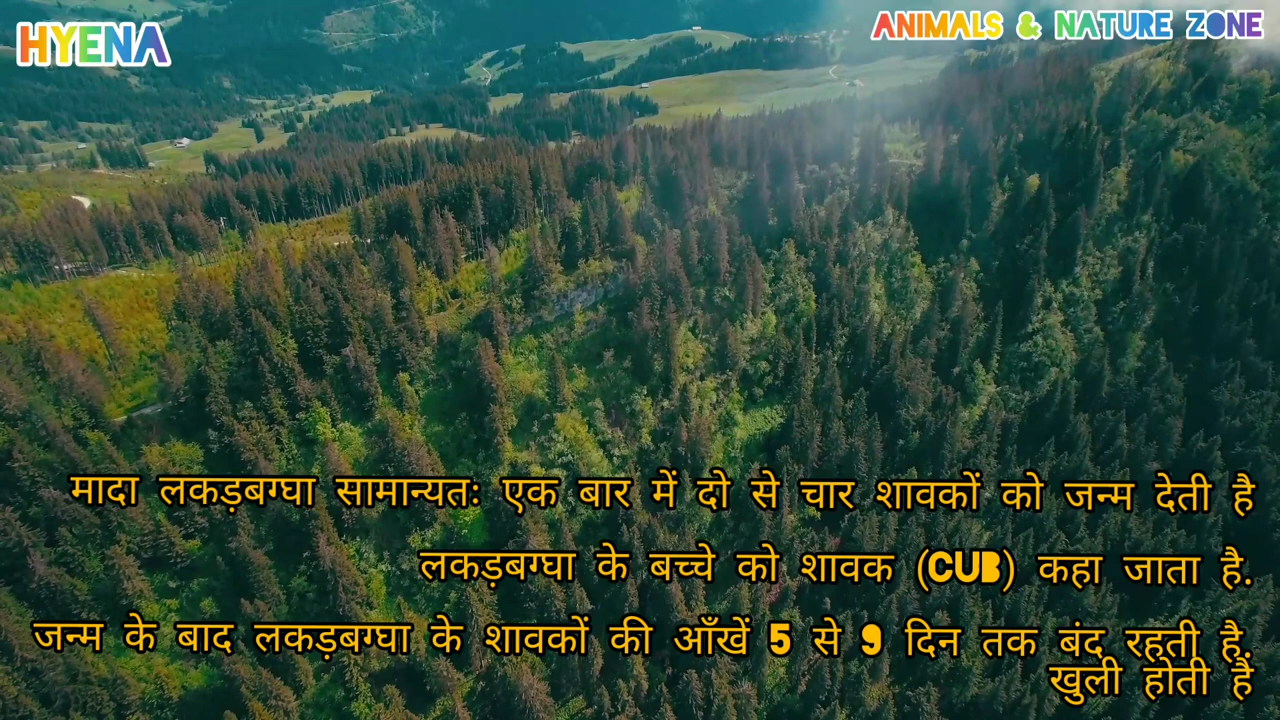 HYENA
ANIMALS & NATURE ZONE
मादा लकड़बग्घा सामान्यतः एक बार में दो से चार शावकों को जन्म देती है
लकड़बग्घा के बच्चे को शावक (CUB) कहा जाता है.
जन्म के बाद लकड़बग्घा के शावकों की आँखें 5 से 9 दिन तक बंद रहती है.
खुली होती है